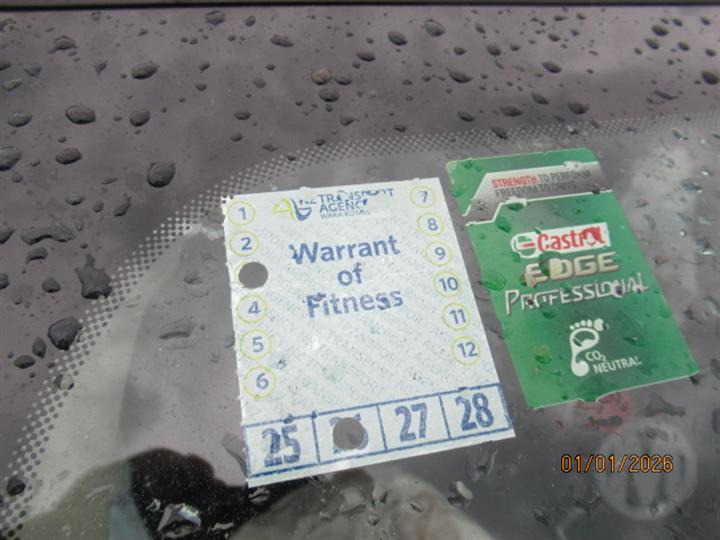 NZ TRANSPORT
AGENCY
WAKA KOTAHI
Warrant
of
Fitness
1
2
4
5
6
7
8
9
10
11
12
25 27 28
STRENGTH TO PERFORM
FREEDOM TO DRIVE
Castrol
EDGE
PROFESSIONAL
CO2
NEUTRAL
01/01/2026